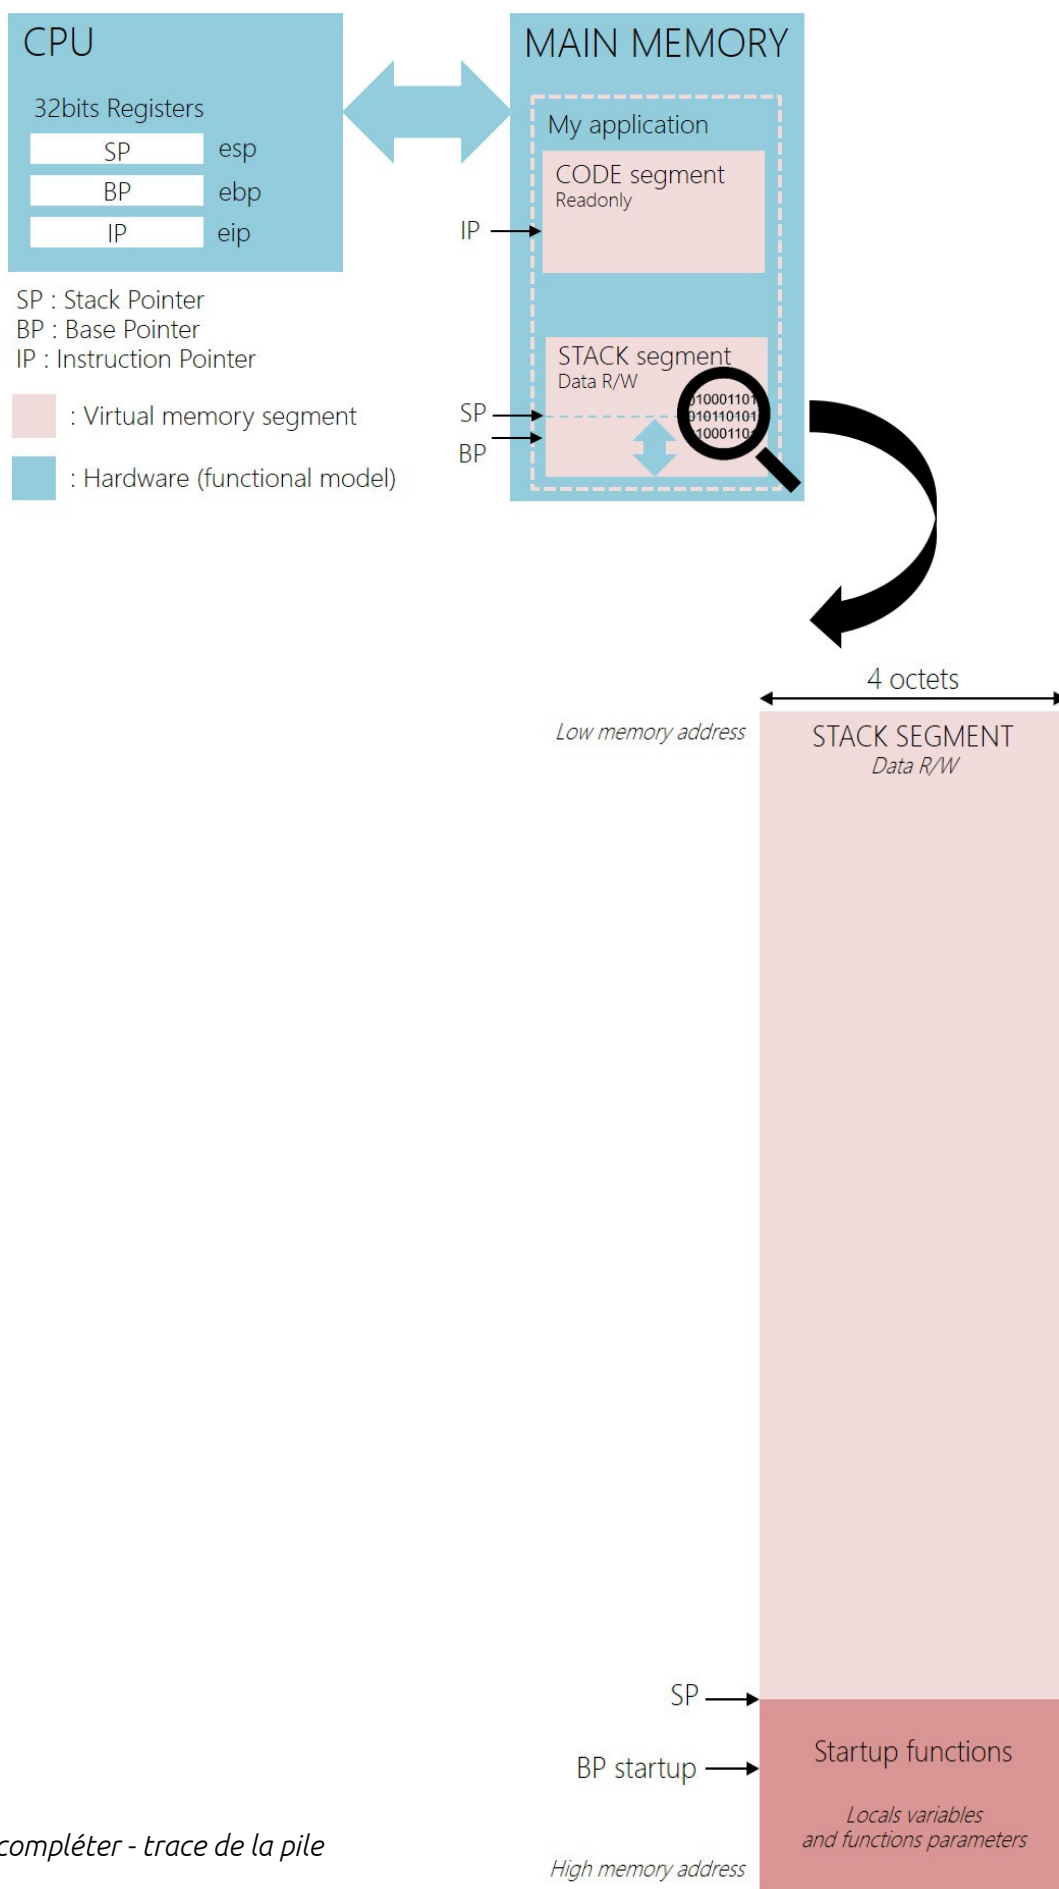 CPU
32bits Registers
SP esp
BP ebp
IP eip
SP : Stack Pointer
BP : Base Pointer
IP : Instruction Pointer
: Virtual memory segment
: Hardware (functional model)
MAIN MEMORY
My application
CODE segment
Readonly
IP
STACK segment
Data R/W
SP
BP
4 octets
Low memory address
STACK SEGMENT
Data R/W
SP
BP startup
Startup functions
Locals variables
and functions parameters
compléter - trace de la pile
High memory address